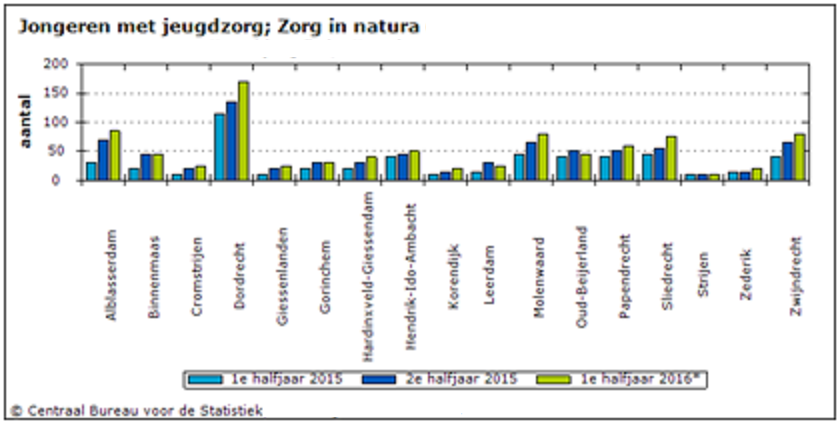 Jongeren met jeugdzorg; Zorg in natura
aantal
200
150
100
50
0
Alblasserdam
Binnenmaas
Cromstrijen
Dordrecht
Giessenlanden
Gorinchem
Hardinxveld-Giessendam
Hendrik-Ido-Ambacht
Korendijk
Leerdam
Molenwaard
Oud-Beijerland
Papendrecht
Sliedrecht
Strijen
Zederik
Zwijndrecht
1e halfjaar 2015 2e halfjaar 2015 1e halfjaar 2016*
© Centraal Bureau voor de Statistiek